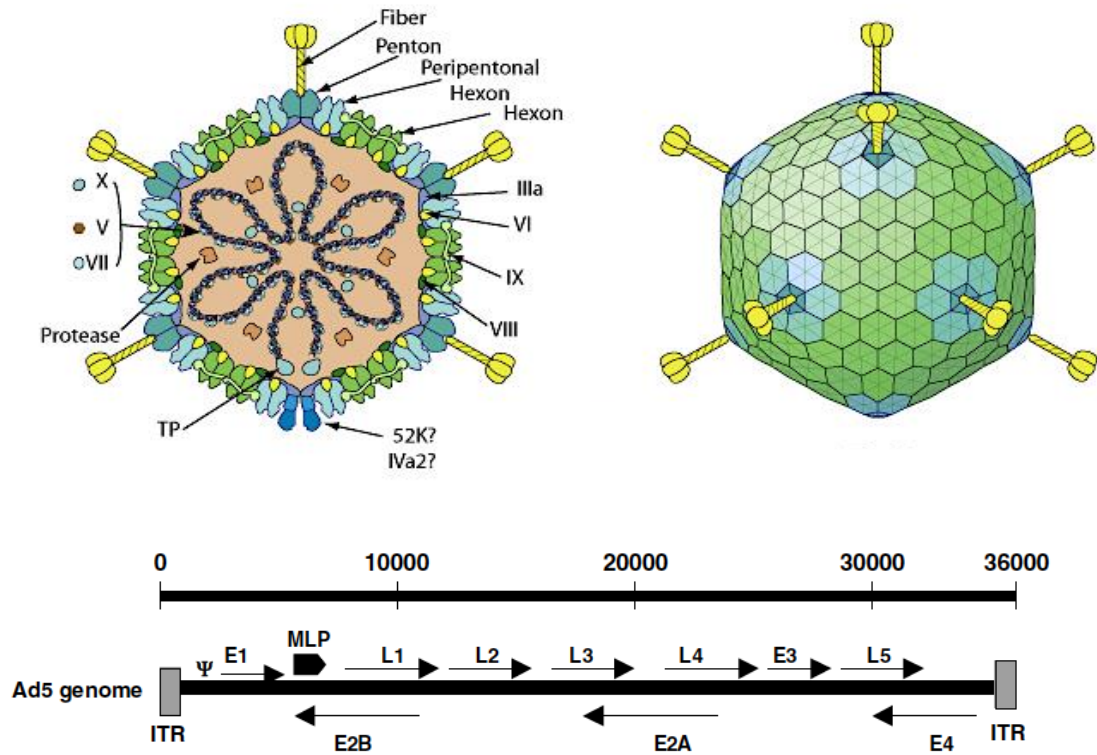 Fiber
Penton
Peripentonal
Hexon
Hexon
X
V
VII
IIIa
VI
IX
VIII
Protease
TP
52K?
IVa2?
0 10000 20000 30000 36000
MLP
Ψ E1 L1 L2 L3 L4 E3 L5
Ad5 genome
ITR E2B E2A E4 ITR